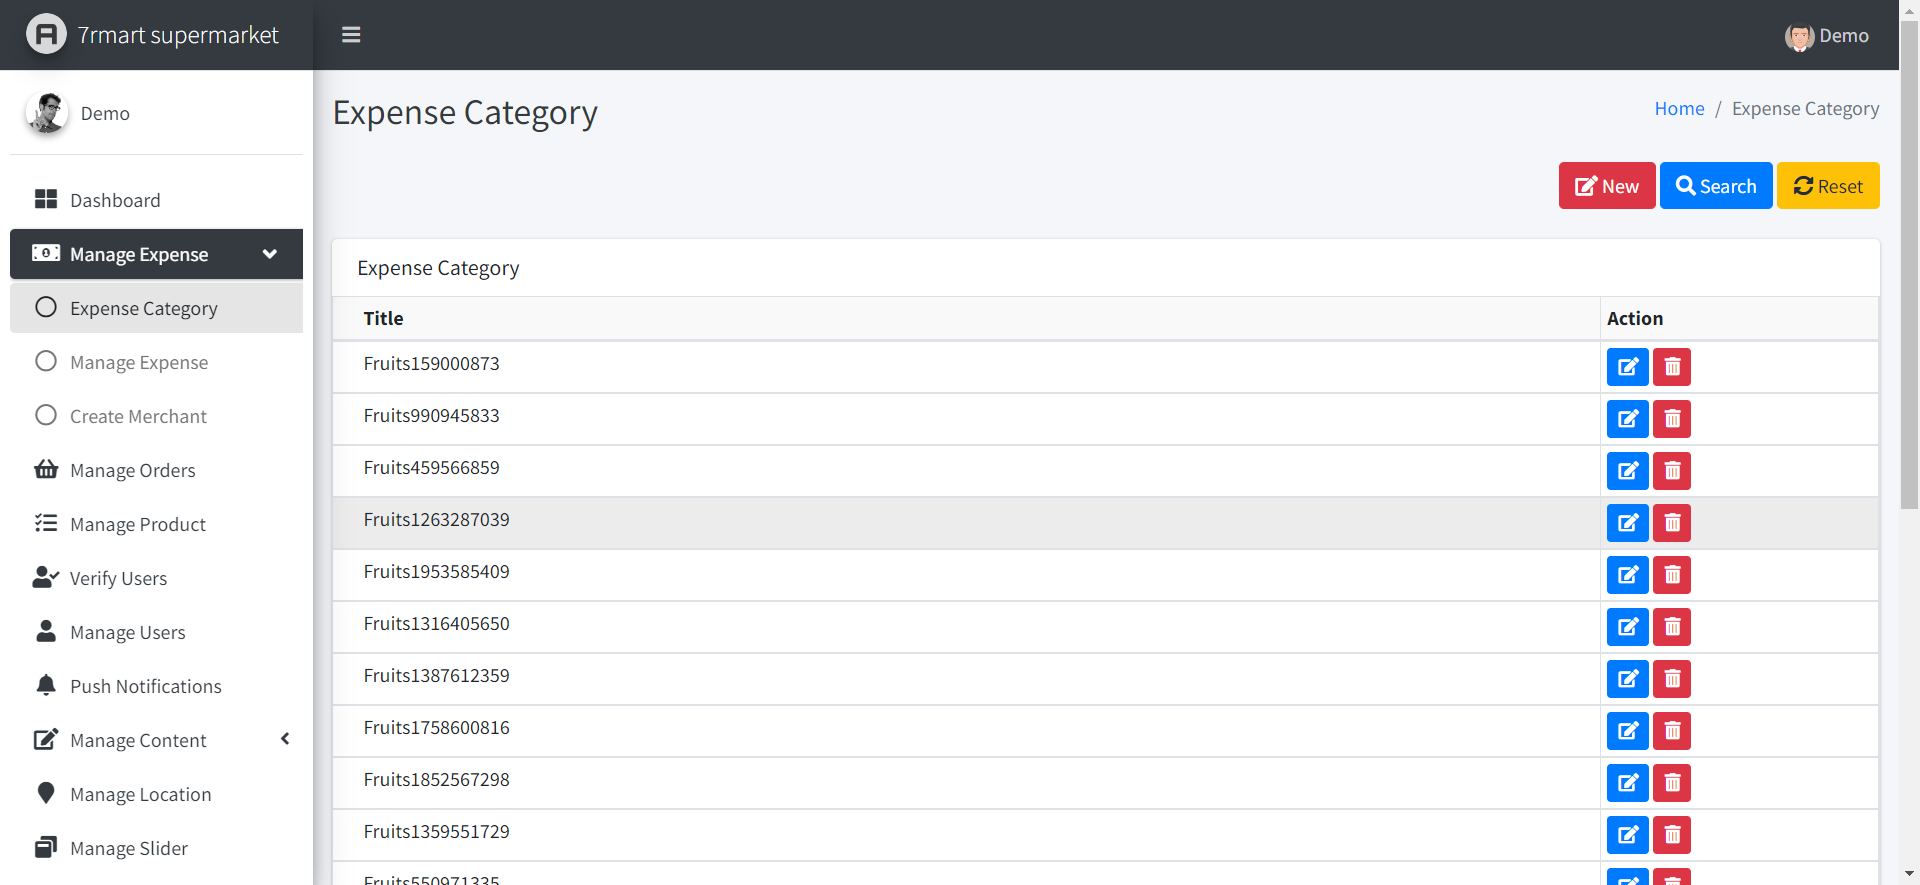 7rmart supermarket
Demo
Demo
Expense Category
Home / Expense Category
New
Search
Reset
Dashboard
Manage Expense
Expense Category
Manage Expense
Create Merchant
Manage Orders
Manage Product
Verify Users
Manage Users
Push Notifications
Manage Content
Manage Location
Manage Slider
Expense Category
Title
Action
Fruits159000873
Fruits990945833
Fruits459566859
Fruits1263287039
Fruits1953585409
Fruits1316405650
Fruits1387612359
Fruits1758600816
Fruits1852567298
Fruits1359551729
Fruits550971335